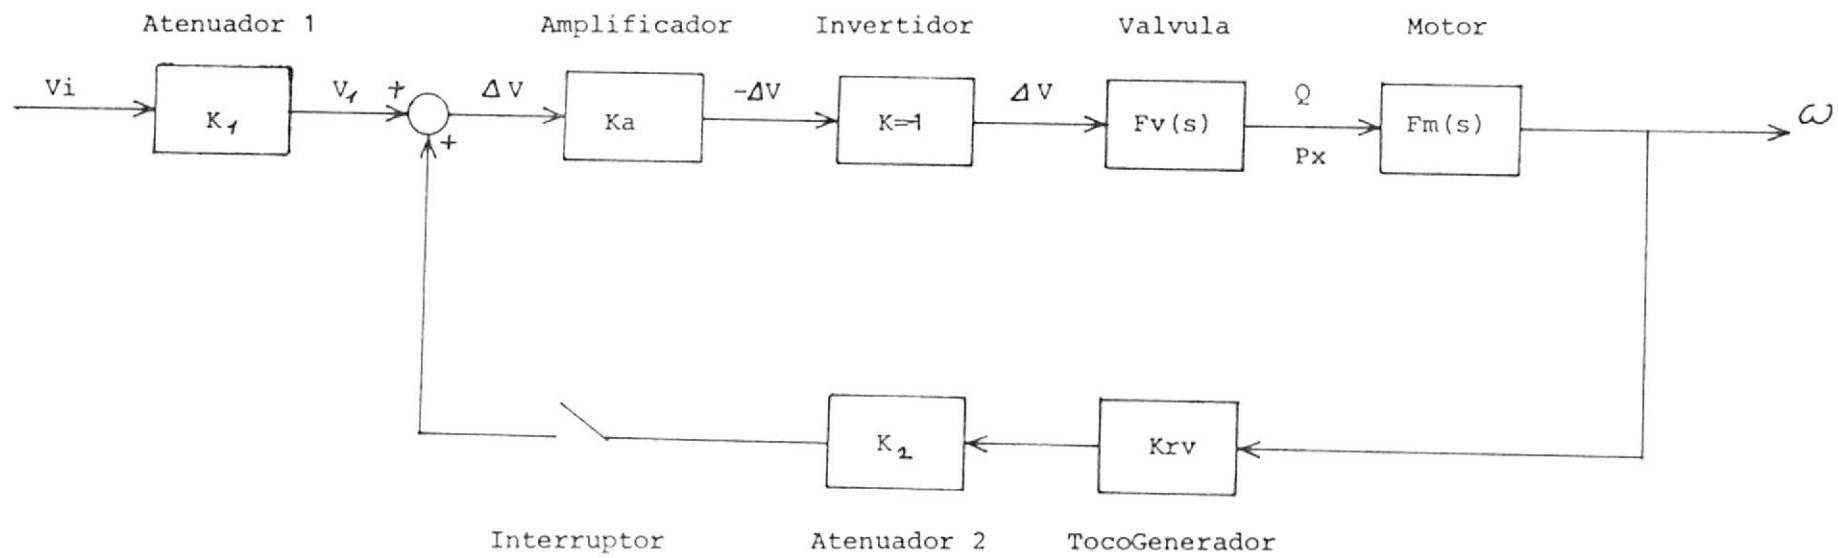 Atenuador 1
Amplificador
Invertidor
Valvula
Motor
Vi
K1
V1
+
+
ΔV
Ka
-ΔV
K=-1
ΔV
Fv(s)
Q
Px
Fm(s)
ω
K2
Krv
Interruptor
Atenuador 2
TocoGenerador